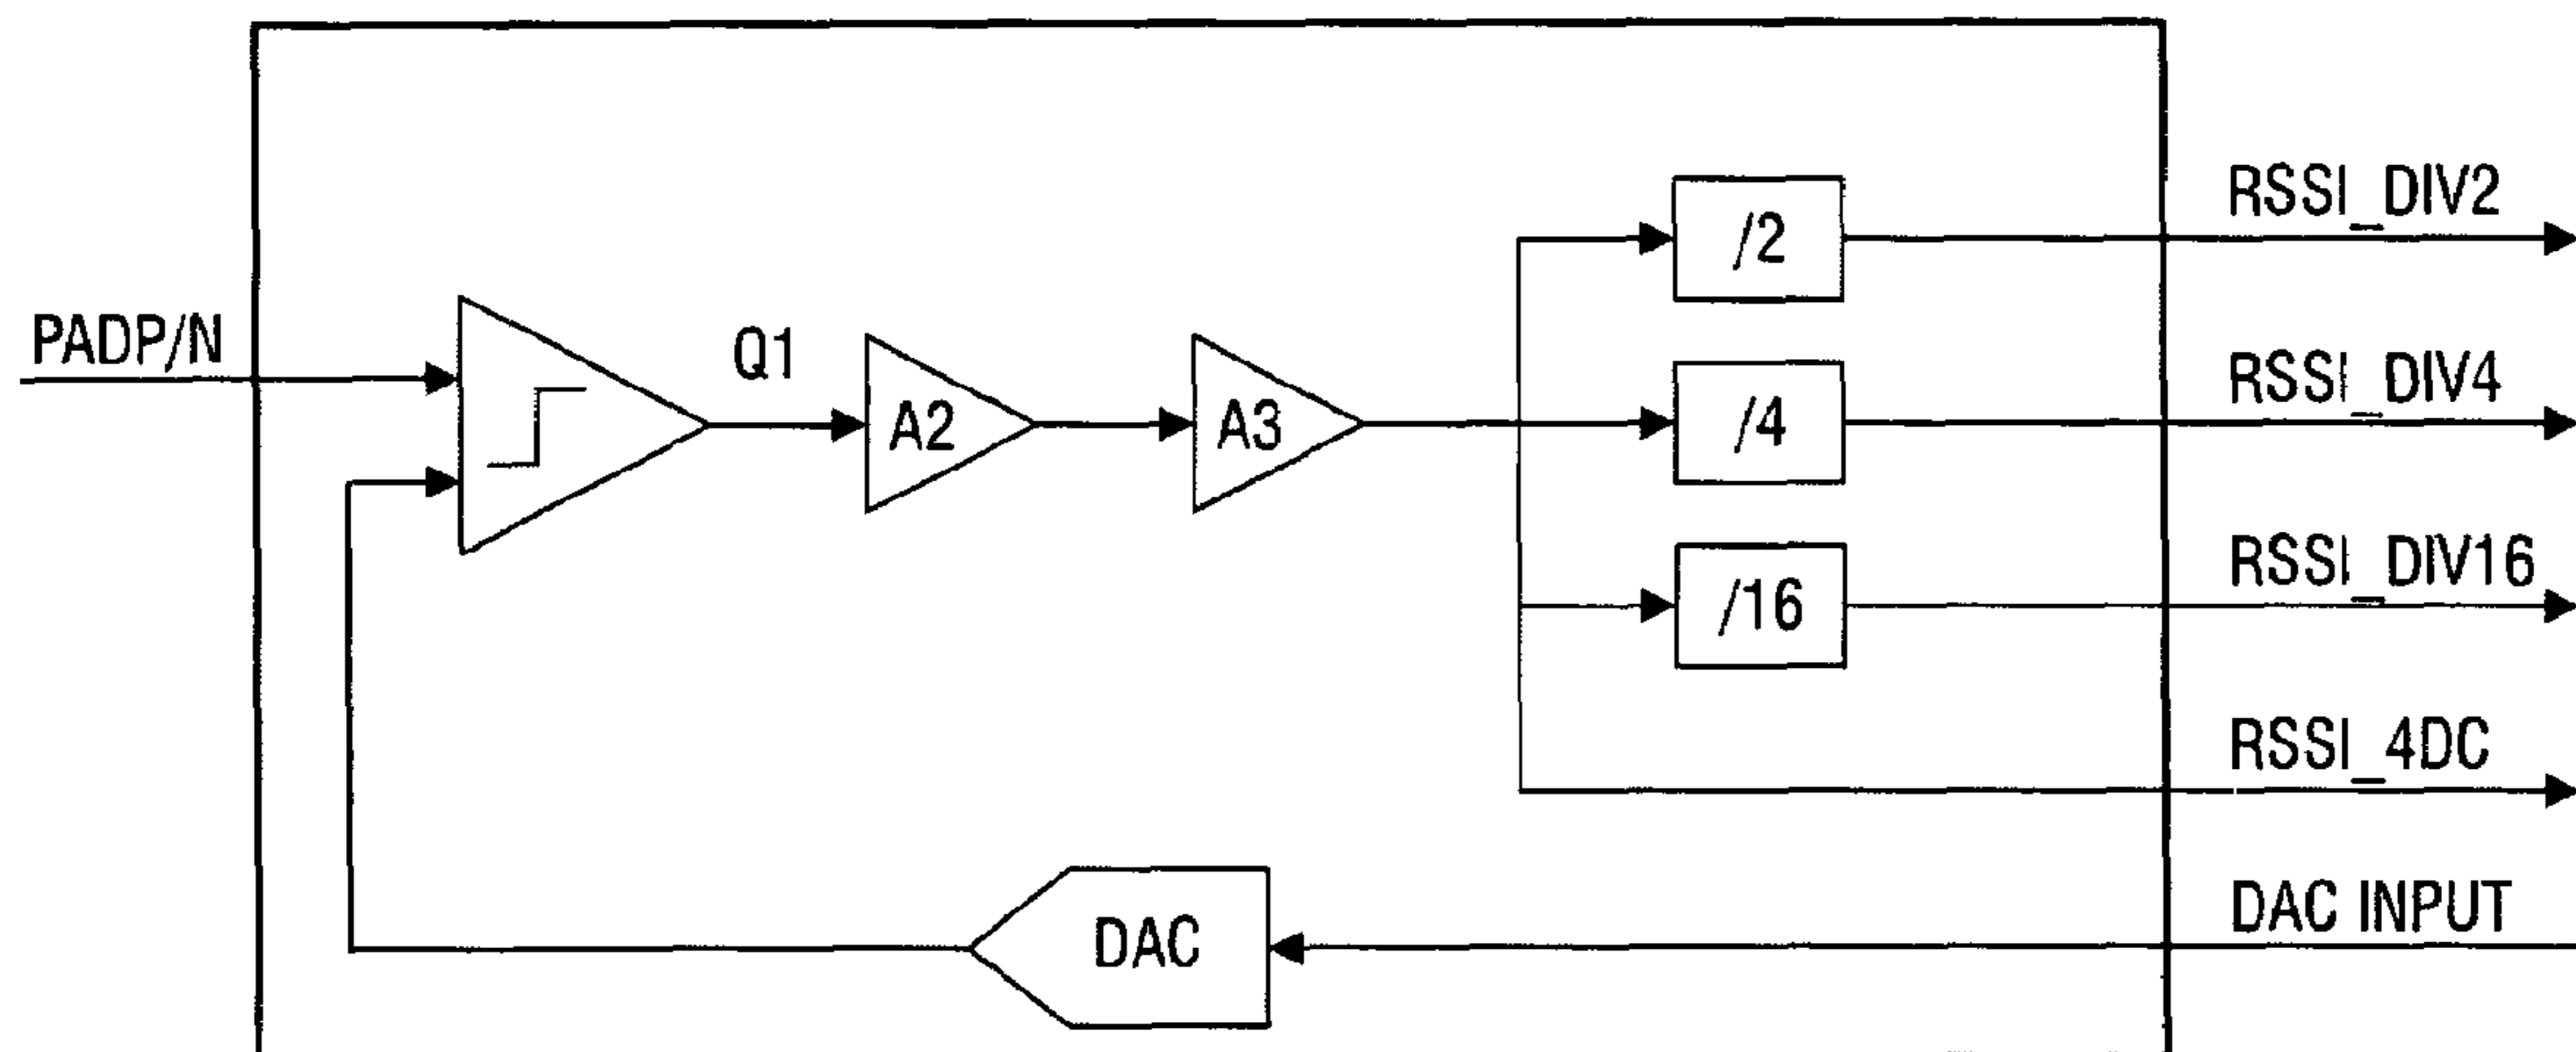 RSSI_DIV2
/2
PADP/N
Q1
RSSI_DIV4
A2
A3
/4
RSSI_DIV16
/16
RSSI_4DC
DAC INPUT
DAC